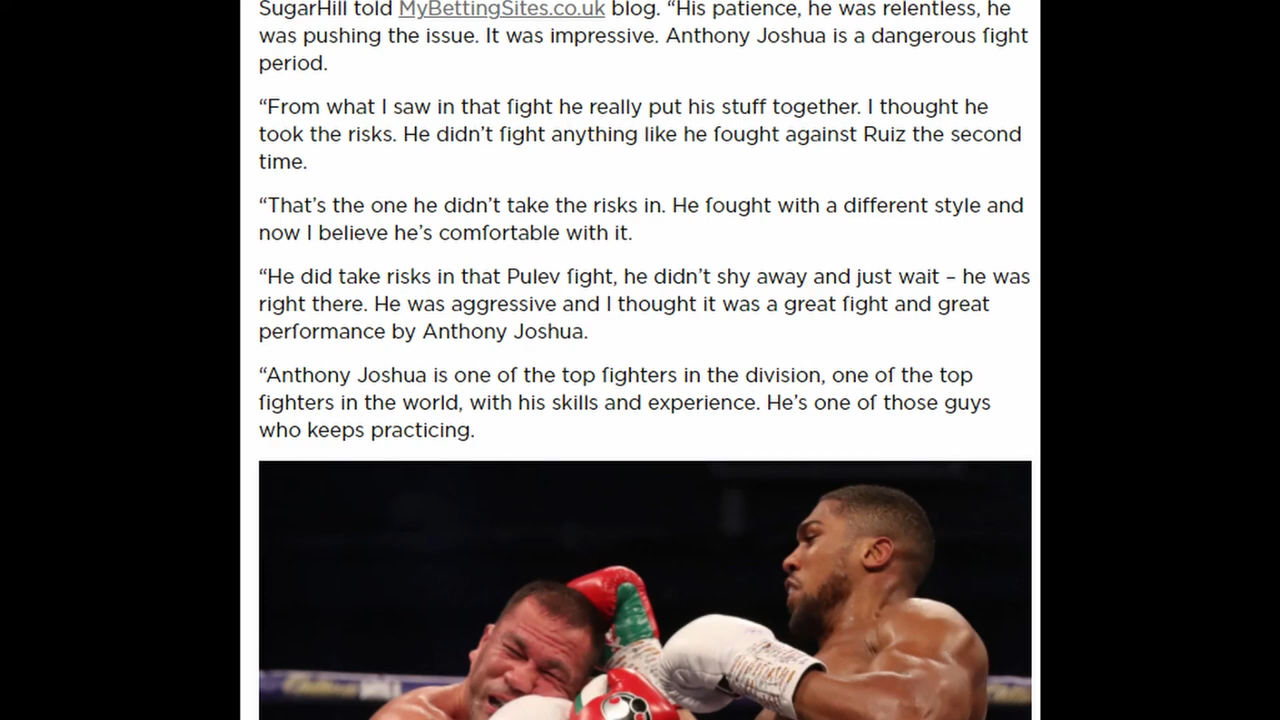 SugarHill told MyBettingSites.co.uk blog. “His patience, he was relentless, he
was pushing the issue. It was impressive. Anthony Joshua is a dangerous fight
period.
“From what I saw in that fight he really put his stuff together. I thought he
took the risks. He didn’t fight anything like he fought against Ruiz the second
time.
“That’s the one he didn’t take the risks in. He fought with a different style and
now I believe he’s comfortable with it.
“He did take risks in that Pulev fight, he didn’t shy away and just wait – he was
right there. He was aggressive and I thought it was a great fight and great
performance by Anthony Joshua.
“Anthony Joshua is one of the top fighters in the division, one of the top
fighters in the world, with his skills and experience. He’s one of those guys
who keeps practicing.